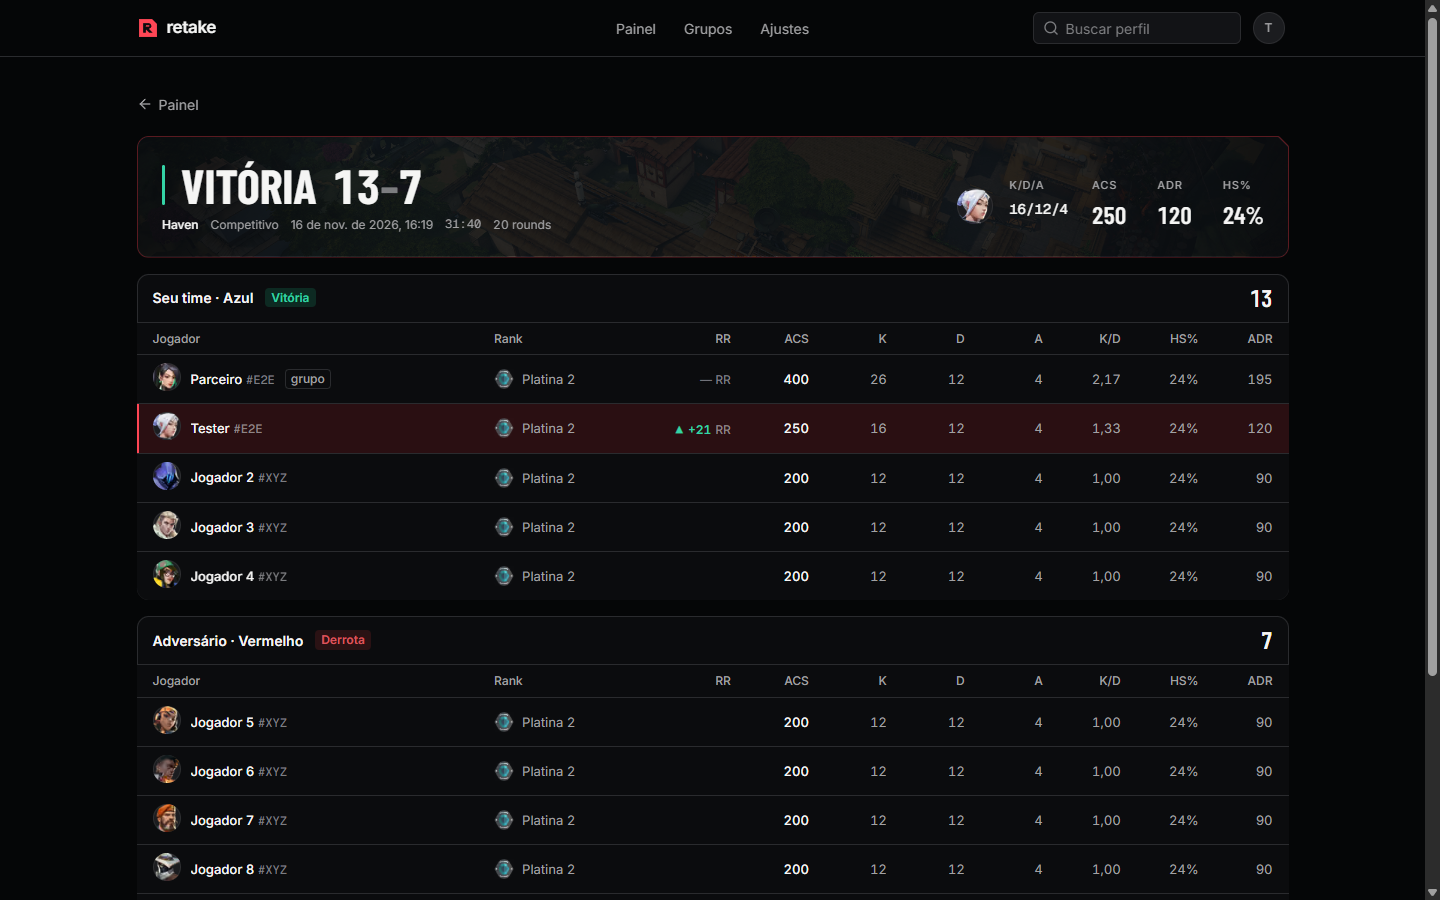 retake
Painel
Grupos
Ajustes
Buscar perfil
T
← Painel
VITÓRIA 13–7
Haven Competitivo 16 de nov. de 2026, 16:19 31:40 20 rounds
K/D/A ACS ADR HS%
16/12/4 250 120 24%
Seu time · Azul Vitória 13
Jogador Rank RR ACS K D A K/D HS% ADR
Parceiro #E2E grupo Platina 2 — RR 400 26 12 4 2,17 24% 195
Tester #E2E Platina 2 ▲ +21 RR 250 16 12 4 1,33 24% 120
Jogador 2 #XYZ Platina 2 200 12 12 4 1,00 24% 90
Jogador 3 #XYZ Platina 2 200 12 12 4 1,00 24% 90
Jogador 4 #XYZ Platina 2 200 12 12 4 1,00 24% 90
Adversário · Vermelho Derrota 7
Jogador Rank RR ACS K D A K/D HS% ADR
Jogador 5 #XYZ Platina 2 200 12 12 4 1,00 24% 90
Jogador 6 #XYZ Platina 2 200 12 12 4 1,00 24% 90
Jogador 7 #XYZ Platina 2 200 12 12 4 1,00 24% 90
Jogador 8 #XYZ Platina 2 200 12 12 4 1,00 24% 90